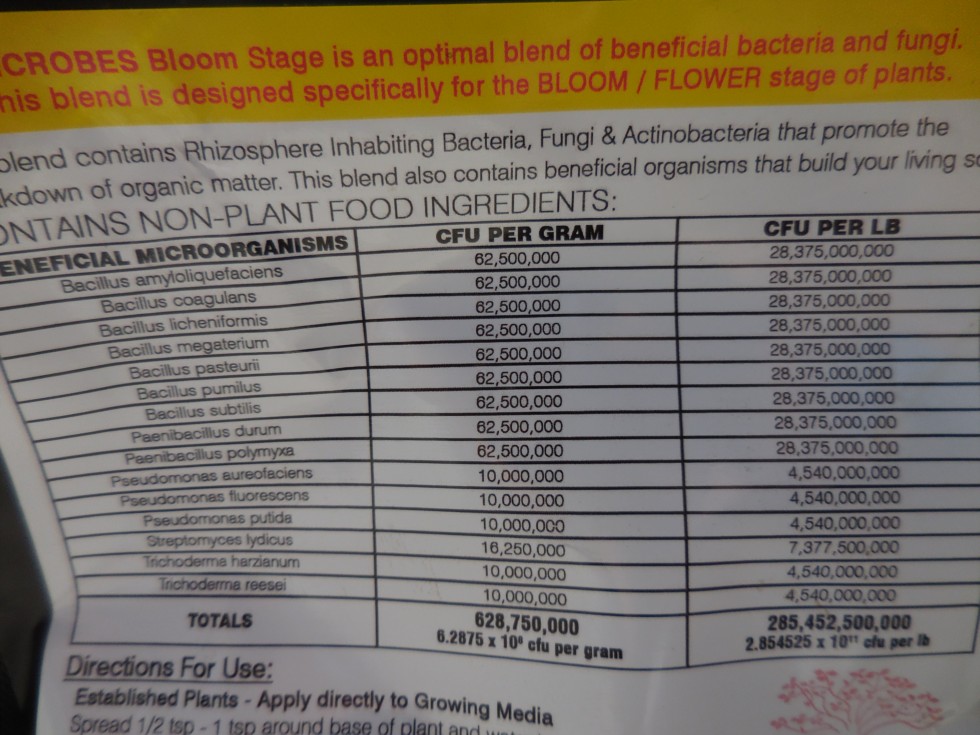 CROBES Bloom Stage is an optimal blend of beneficial bacteria and fungi.
his blend is designed specifically for the BLOOM / FLOWER stage of plants.
blend contains Rhizosphere Inhabiting Bacteria, Fungi & Actinobacteria that promote the
kdown of organic matter. This blend also contains beneficial organisms that build your living so
ONTAINS NON-PLANT FOOD INGREDIENTS:
ENEFICIAL MICROORGANISMS CFU PER GRAM CFU PER LB
Bacillus amyloliquefaciens 62,500,000 28,375,000,000
Bacillus coagulans 62,500,000 28,375,000,000
Bacillus licheniformis 62,500,000 28,375,000,000
Bacillus megaterium 62,500,000 28,375,000,000
Bacillus pasteurii 62,500,000 28,375,000,000
Bacillus pumilus 62,500,000 28,375,000,000
Bacillus subtilis 62,500,000 28,375,000,000
Paenibacillus durum 62,500,000 28,375,000,000
Paenibacillus polymyxa 62,500,000 28,375,000,000
Pseudomonas aureofaciens 10,000,000 4,540,000,000
Pseudomonas fluorescens 10,000,000 4,540,000,000
Pseudomonas putida 10,000,000 4,540,000,000
Streptomyces lydicus 16,250,000 7,377,500,000
Trichoderma harzianum 10,000,000 4,540,000,000
Trichoderma reesei 10,000,000 4,540,000,000
TOTALS 628,750,000 285,452,500,000
6.2875 x 10⁸ cfu per gram 2.854525 x 10¹¹ cfu per lb
Directions For Use:
Established Plants - Apply directly to Growing Media
Spread 1/2 tsp - 1 tsp around base of plant and